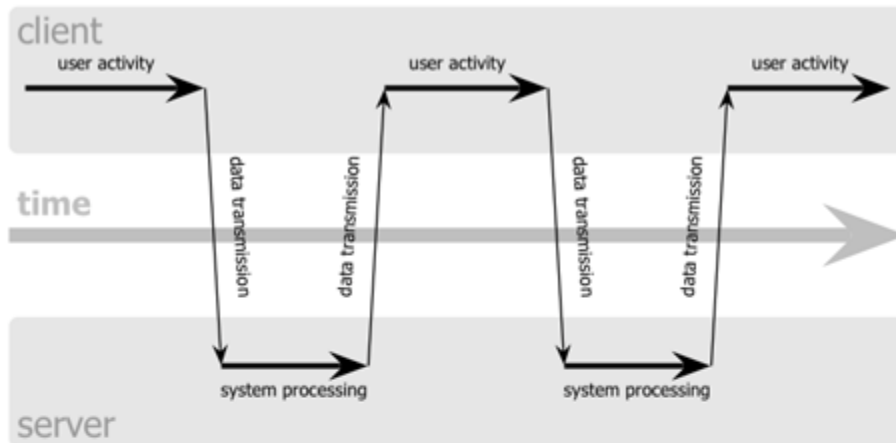 client
user activity
user activity
user activity
data transmission
data transmission
data transmission
data transmission
time
system processing
system processing
server